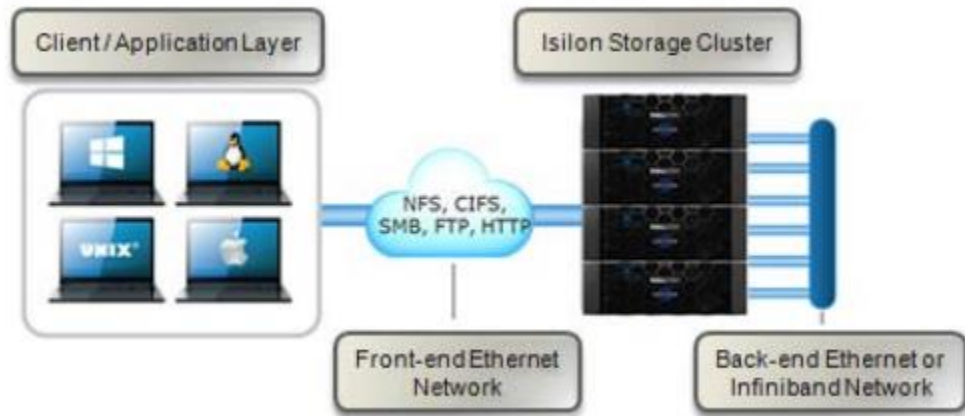 Client / Application Layer
Isilon Storage Cluster
UNIX®
NFS, CIFS,
SMB, FTP, HTTP
Front-end Ethernet
Network
Back-end Ethernet or
Infiniband Network